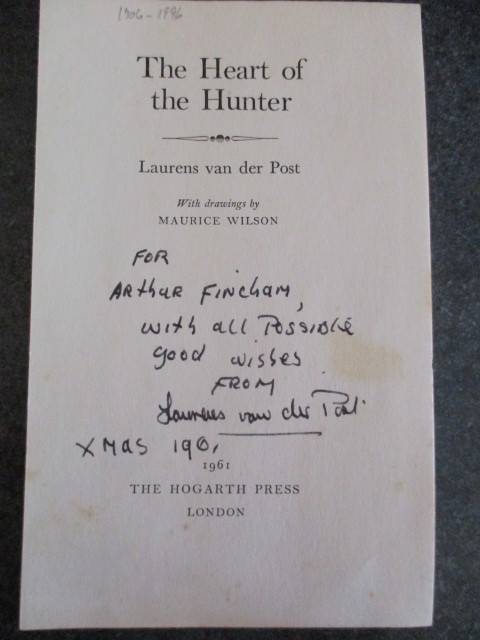 1906-1996
The Heart of
the Hunter
Laurens van der Post
With drawings by
MAURICE WILSON
FOR
ARthuR FINCham,
with all Possible
good wishes
FROM
Laurens van der Post
XMas
1961
THE HOGARTH PRESS
LONDON